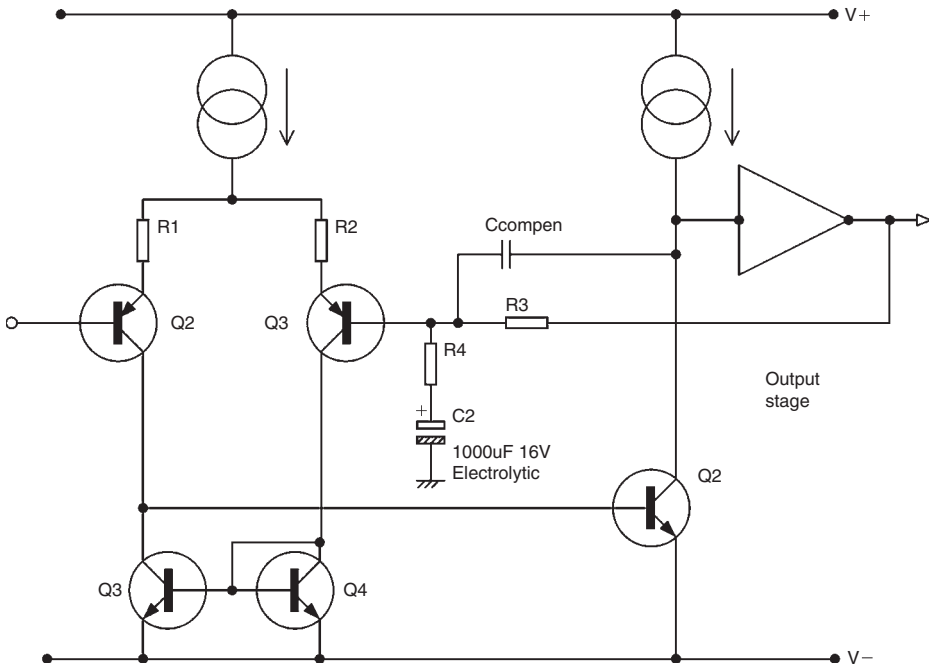 V+
R1
R2
Ccompen
Q2
Q3
R3
R4
Output
stage
+
C2
1000uF 16V
Electrolytic
Q2
Q3
Q4
V−